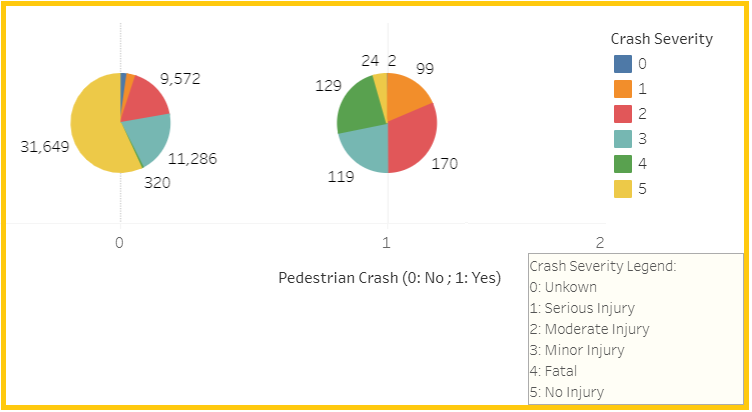 Crash Severity
0
1
2
3
4
5
9,572
11,286
320
31,649
24 2
99
170
119
129
0 1 2
Pedestrian Crash (0: No ; 1: Yes)
Crash Severity Legend:
0: Unkown
1: Serious Injury
2: Moderate Injury
3: Minor Injury
4: Fatal
5: No Injury